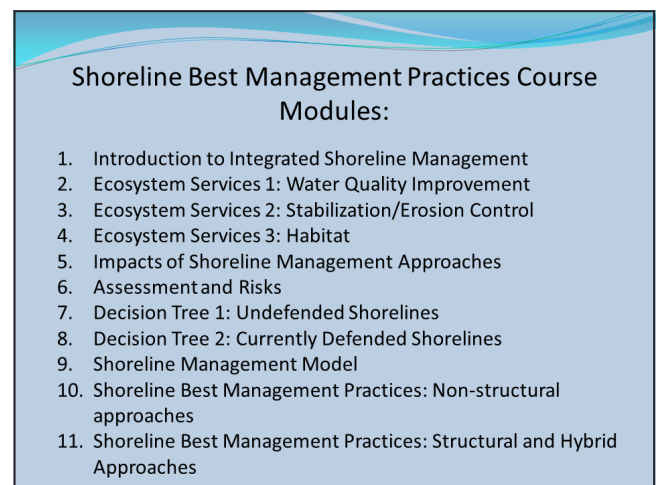 Shoreline Best Management Practices Course
Modules:
1. Introduction to Integrated Shoreline Management
2. Ecosystem Services 1: Water Quality Improvement
3. Ecosystem Services 2: Stabilization/Erosion Control
4. Ecosystem Services 3: Habitat
5. Impacts of Shoreline Management Approaches
6. Assessment and Risks
7. Decision Tree 1: Undefended Shorelines
8. Decision Tree 2: Currently Defended Shorelines
9. Shoreline Management Model
10. Shoreline Best Management Practices: Non-structural
approaches
11. Shoreline Best Management Practices: Structural and Hybrid
Approaches